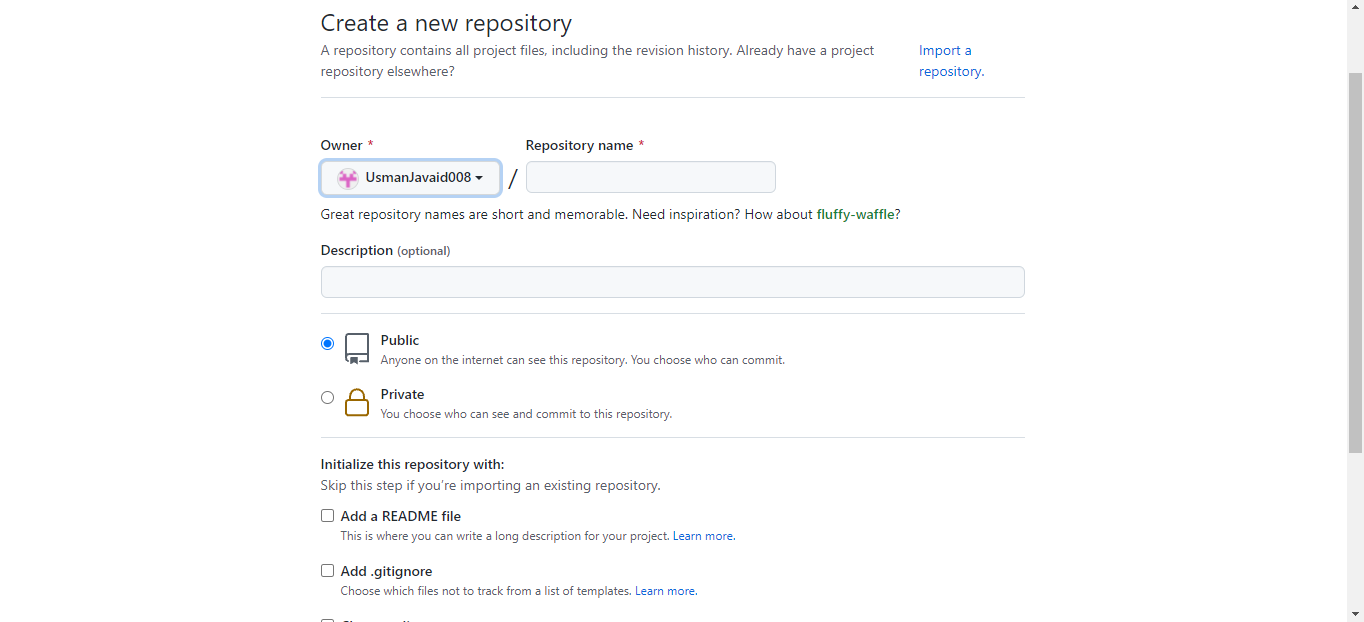 Create a new repository
A repository contains all project files, including the revision history. Already have a project
repository elsewhere?
Import a
repository.
Owner *
Repository name *
UsmanJavaid008
/
Great repository names are short and memorable. Need inspiration? How about fluffy-waffle?
Description (optional)
Public
Anyone on the internet can see this repository. You choose who can commit.
Private
You choose who can see and commit to this repository.
Initialize this repository with:
Skip this step if you’re importing an existing repository.
Add a README file
This is where you can write a long description for your project. Learn more.
Add .gitignore
Choose which files not to track from a list of templates. Learn more.